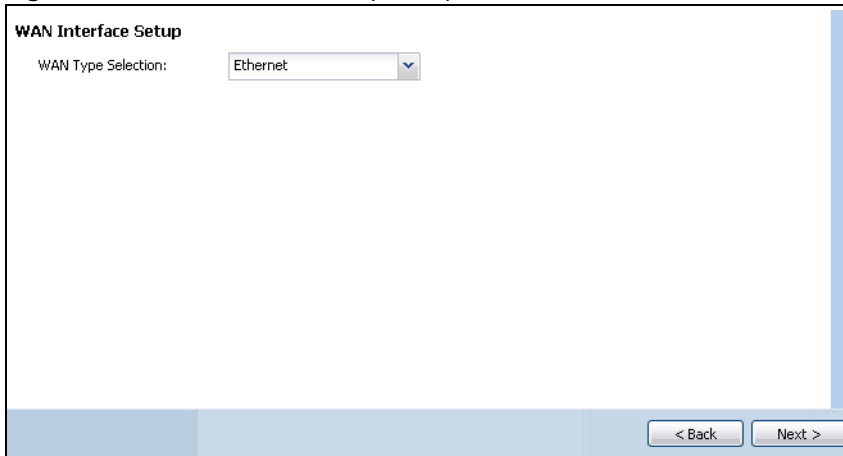 WAN Interface Setup
WAN Type Selection: Ethernet
< Back Next >